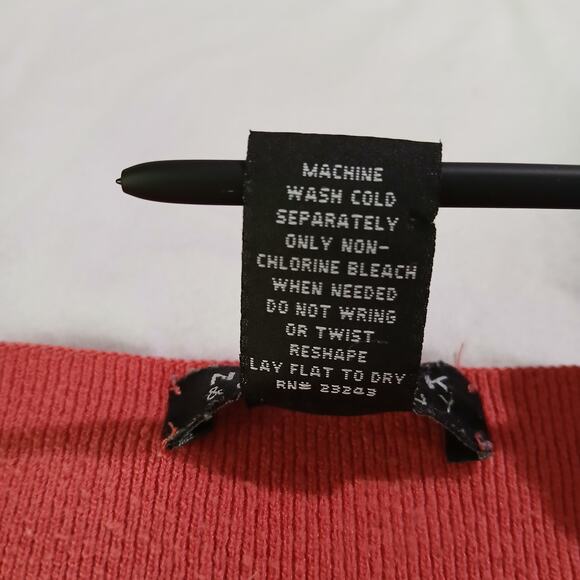 MACHINE
WASH COLD
SEPARATELY
ONLY NON-
CHLORINE BLEACH
WHEN NEEDED
DO NOT WRING
OR TWIST
RESHAPE
LAY FLAT TO DRY
RN# 23243